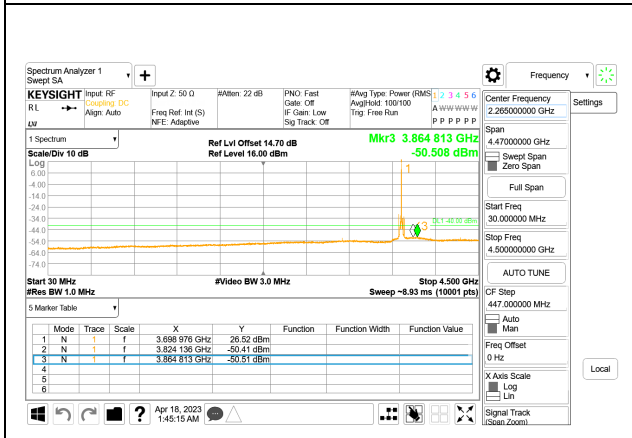 Spectrum Analyzer 1
Swept SA
Frequency
KEYSIGHT
Input: RF
Input Z: 50 Ω
#Atten: 22 dB
PNO: Fast
#Avg Type: Power (RMS
1 2 3 4 5 6
RL
Coupling: DC
Gate: Off
Avg|Hold: 100/100
A W W W W W
Align: Auto
Freq Ref: Int (S)
IF Gain: Low
Trig: Free Run
NFE: Adaptive
Sig Track: Off
P P P P P P
Center Frequency
2.265000000 GHz
Settings
Span
4.47000000 GHz
Swept Span
Zero Span
Full Span
Start Freq
30.000000 MHz
Stop Freq
4.500000000 GHz
AUTO TUNE
CF Step
447.000000 MHz
Auto
Man
Freq Offset
0 Hz
X Axis Scale
Log
Lin
Signal Track
(Span Zoom)
Local
1 Spectrum
Ref Lvl Offset 14.70 dB
Mkr3 3.864 813 GHz
Scale/Div 10 dB
Ref Level 16.00 dBm
-50.508 dBm
Log
6.00
-4.00
-14.0
-24.0
-34.0
-44.0
-54.0
-64.0
-74.0
1
DL1 -40.00 dBm
3
Start 30 MHz
#Video BW 3.0 MHz
Stop 4.500 GHz
#Res BW 1.0 MHz
Sweep ~8.93 ms (10001 pts)
5 Marker Table
Mode Trace Scale X Y Function Function Width Function Value
1 N 1 f 3.698 976 GHz 26.52 dBm
2 N 1 f 3.824 136 GHz -50.41 dBm
3 N 1 f 3.864 813 GHz -50.51 dBm
4
5
6
?
Apr 18, 2023
1:45:15 AM